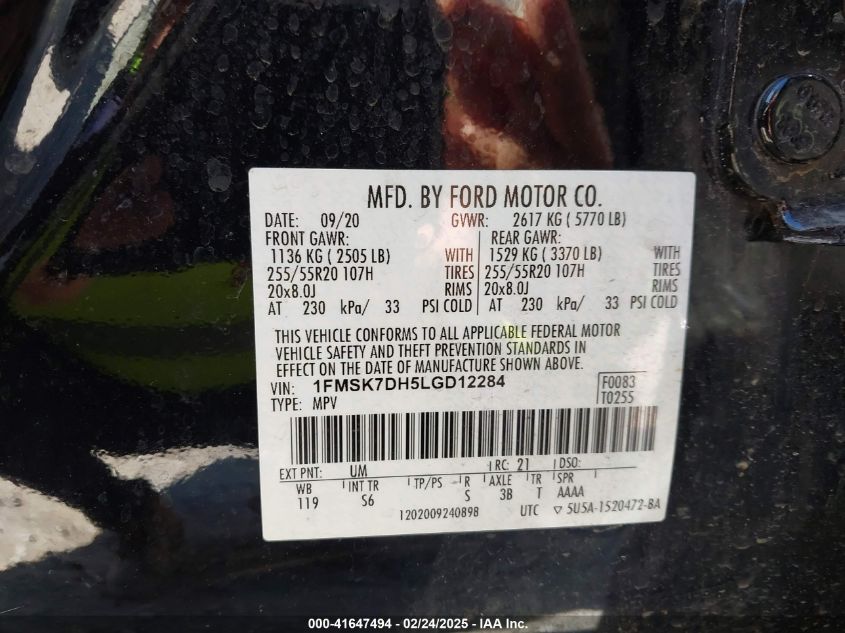 MFD. BY FORD MOTOR CO.
DATE: 09/20 GVWR: 2617 KG ( 5770 LB)
FRONT GAWR: REAR GAWR:
1136 KG ( 2505 LB) WITH 1529 KG ( 3370 LB) WITH
255/55R20 107H TIRES 255/55R20 107H TIRES
20x8.0J RIMS 20x8.0J RIMS
AT 230 kPa/ 33 PSI COLD AT 230 kPa/ 33 PSI COLD
THIS VEHICLE CONFORMS TO ALL APPLICABLE FEDERAL MOTOR
VEHICLE SAFETY AND THEFT PREVENTION STANDARDS IN
EFFECT ON THE DATE OF MANUFACTURE SHOWN ABOVE.
VIN: 1FMSK7DH5LGD12284 F0083
TYPE: MPV T0255
EXT PNT: UM RC: 21 DSO:
WB INT TR TP/PS R AXLE TR SPR
119 S6 S 3B T AAAA
1202009240898 UTC ▽ 5U5A-1520472-BA
000-41647494 — 02/24/2025 — IAA Inc.